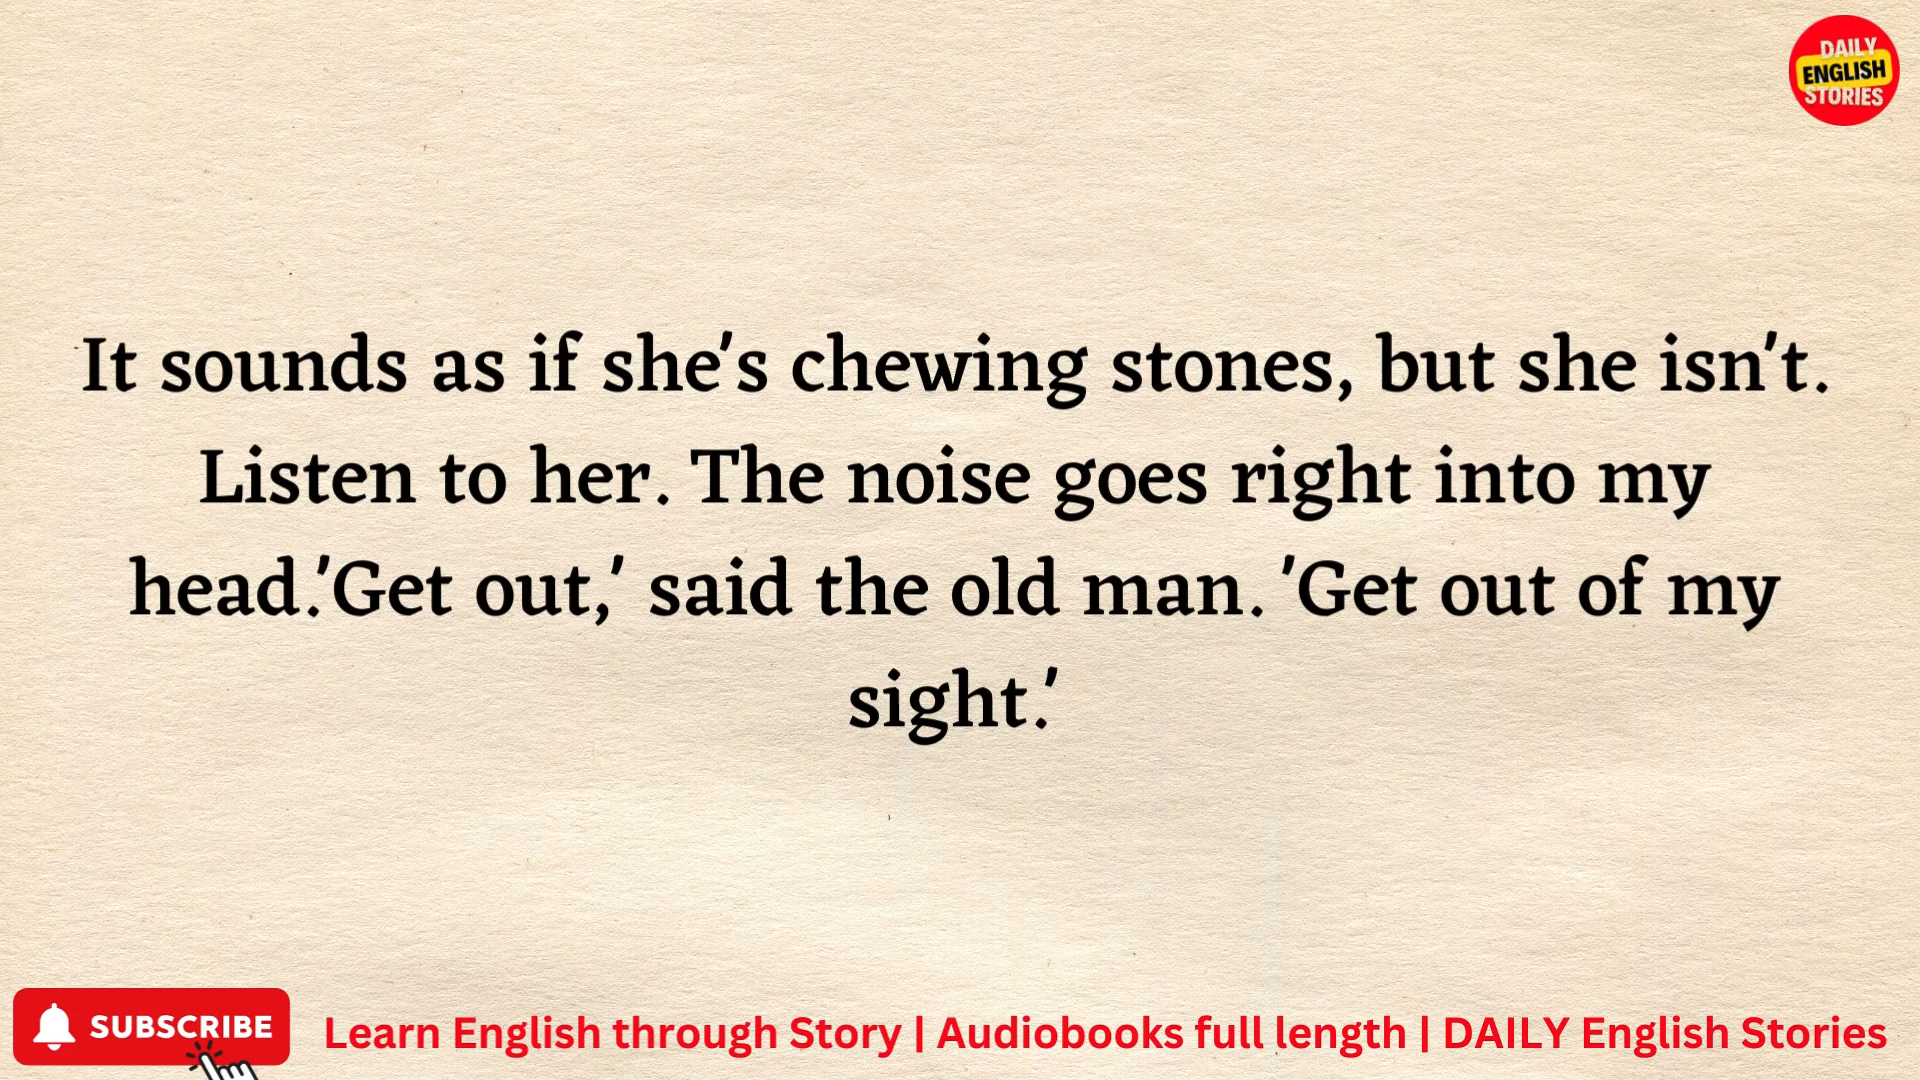 DAILY
ENGLISH
STORIES
It sounds as if she's chewing stones, but she isn't.
Listen to her. The noise goes right into my
head.'Get out,' said the old man. 'Get out of my
sight.'
SUBSCRIBE
Learn English through Story | Audiobooks full length | DAILY English Stories